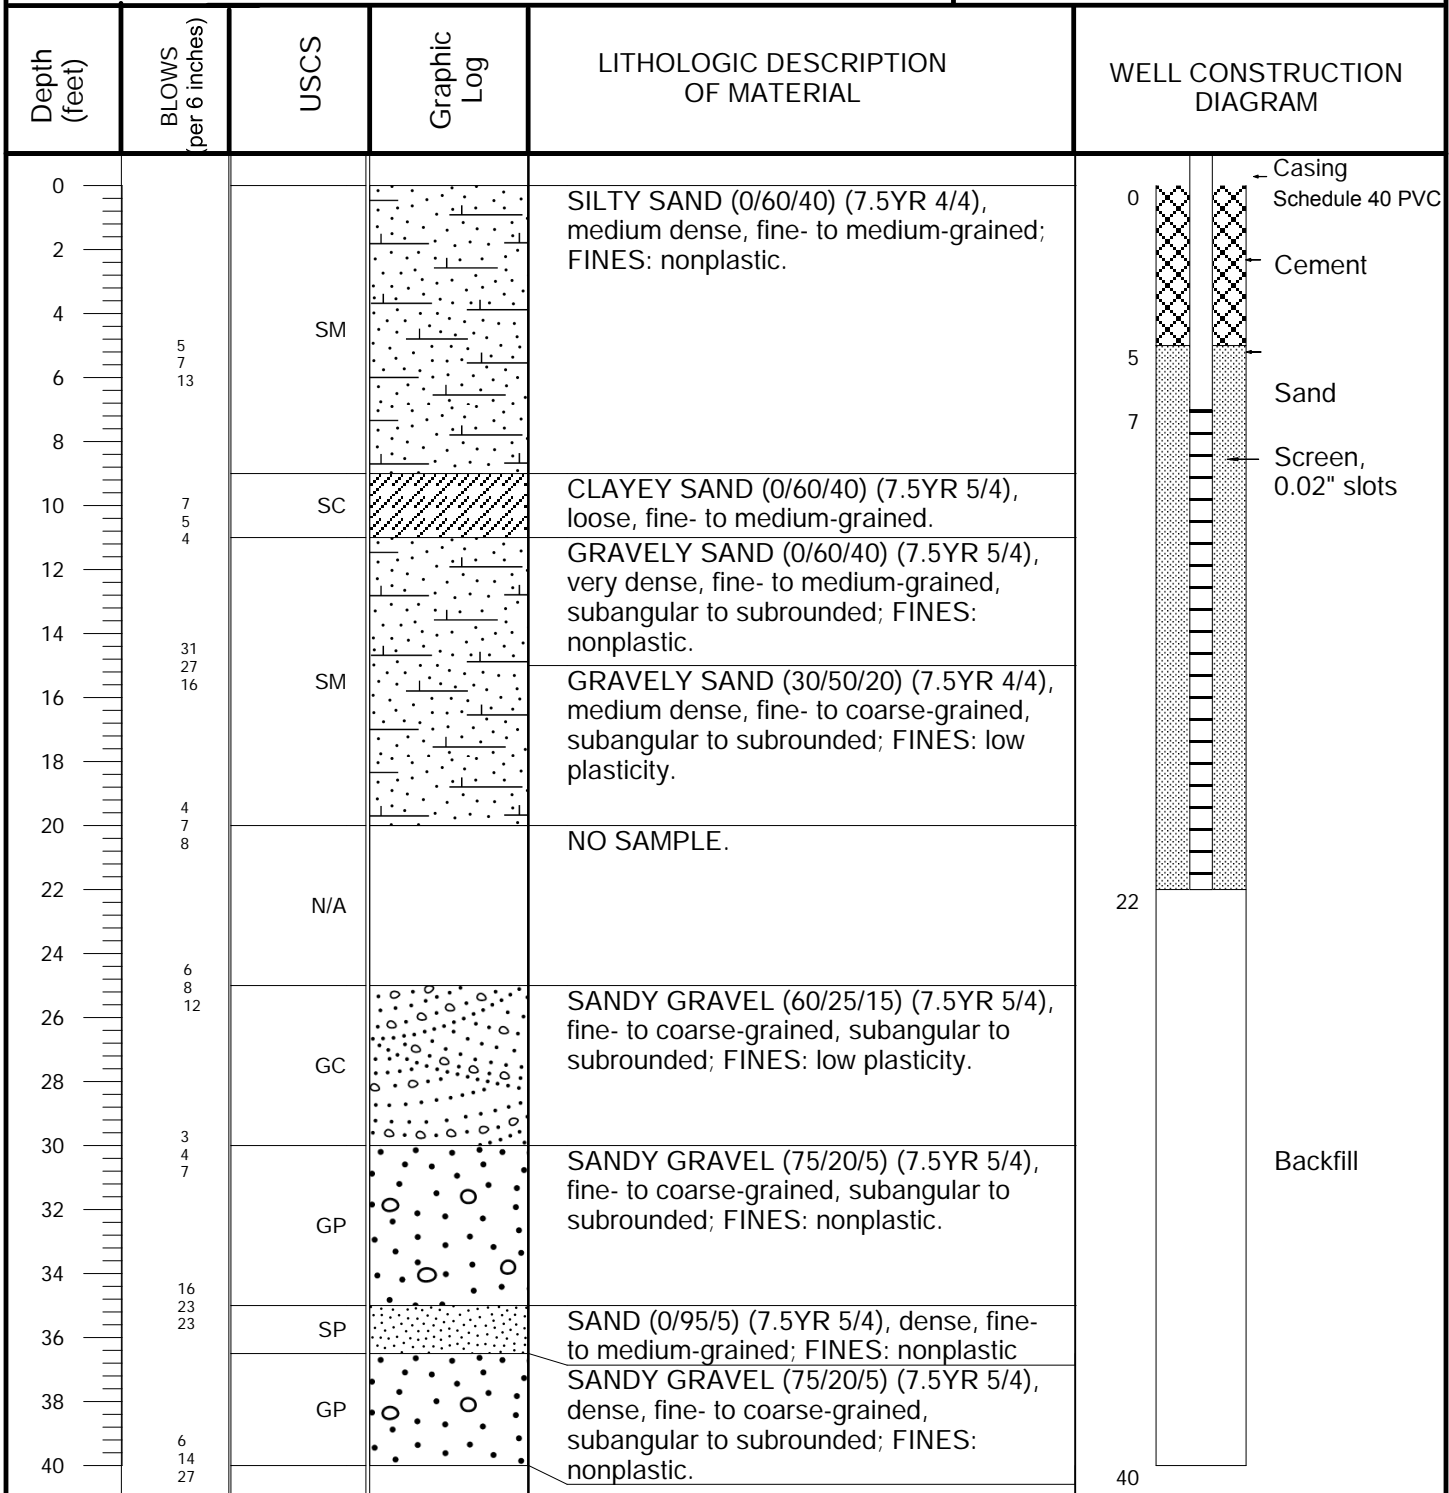 Depth
(feet)
BLOWS
(per 6 inches)
USCS
Graphic
Log
LITHOLOGIC DESCRIPTION
OF MATERIAL
WELL CONSTRUCTION
DIAGRAM
0
2
4
6
8
10
12
14
16
18
20
22
24
26
28
30
32
34
36
38
40
5
7
13
7
5
4
31
27
16
4
7
8
6
8
12
3
4
7
16
23
23
6
14
27
SM
SC
SM
N/A
GC
GP
SP
GP
SILTY SAND (0/60/40) (7.5YR 4/4),
medium dense, fine- to medium-grained;
FINES: nonplastic.
CLAYEY SAND (0/60/40) (7.5YR 5/4),
loose, fine- to medium-grained.
GRAVELY SAND (0/60/40) (7.5YR 5/4),
very dense, fine- to medium-grained,
subangular to subrounded; FINES:
nonplastic.
GRAVELY SAND (30/50/20) (7.5YR 4/4),
medium dense, fine- to coarse-grained,
subangular to subrounded; FINES: low
plasticity.
NO SAMPLE.
SANDY GRAVEL (60/25/15) (7.5YR 5/4),
fine- to coarse-grained, subangular to
subrounded; FINES: low plasticity.
SANDY GRAVEL (75/20/5) (7.5YR 5/4),
fine- to coarse-grained, subangular to
subrounded; FINES: nonplastic.
SAND (0/95/5) (7.5YR 5/4), dense, fine-
to medium-grained; FINES: nonplastic
SANDY GRAVEL (75/20/5) (7.5YR 5/4),
dense, fine- to coarse-grained,
subangular to subrounded; FINES:
nonplastic.
0
5
7
22
40
Casing
Schedule 40 PVC
Cement
Sand
Screen,
0.02" slots
Backfill